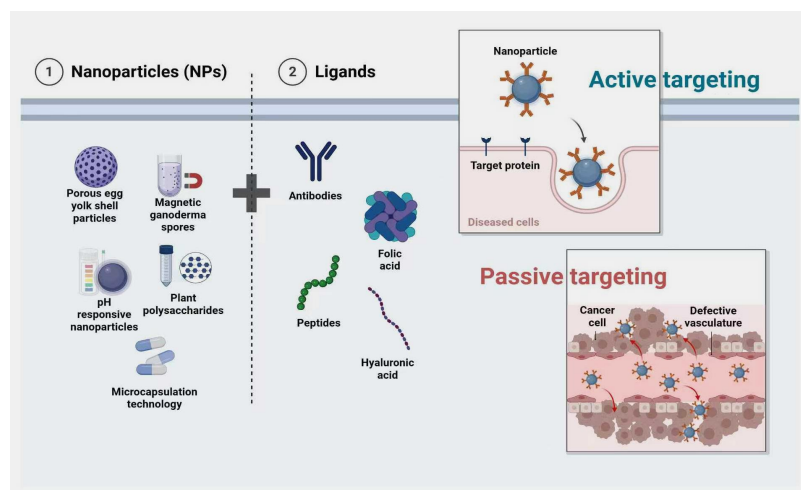 1 Nanoparticles (NPs)
2 Ligands
Porous egg
yolk shell
particles
Magnetic
ganoderma
spores
pH
responsive
nanoparticles
Plant
polysaccharides
Microcapsulation
technology
Antibodies
Folic
acid
Peptides
Hyaluronic
acid
Active targeting
Nanoparticle
Target protein
Diseased cells
Passive targeting
Cancer
cell
Defective
vasculature